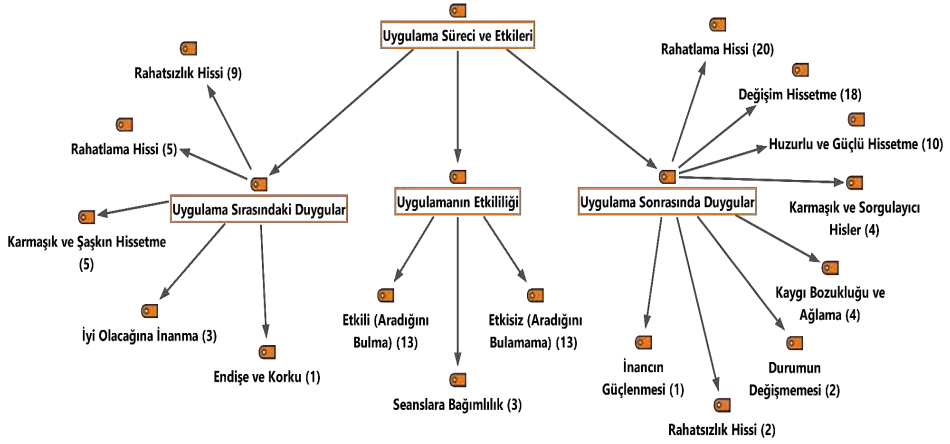 Uygulama Süreci ve Etkileri
Rahatsızlık Hissi (9)
Rahatlama Hissi (5)
Uygulama Sırasındaki Duygular
Karmaşık ve Şaşkın Hissetme
(5)
İyi Olacağına İnanma (3)
Endişe ve Korku (1)
Uygulamanın Etkililiği
Etkili (Aradığını
Bulma) (13)
Etkisiz (Aradığını
Bulamama) (13)
Seanslara Bağımlılık (3)
Rahatlama Hissi (20)
Değişim Hissetme (18)
Huzurlu ve Güçlü Hissetme (10)
Uygulama Sonrasında Duygular
Karmaşık ve Sorgulayıcı
Hisler (4)
Kaygı Bozukluğu ve
Ağlama (4)
İnancın
Güçlenmesi (1)
Durumun
Değişmemesi (2)
Rahatsızlık Hissi (2)